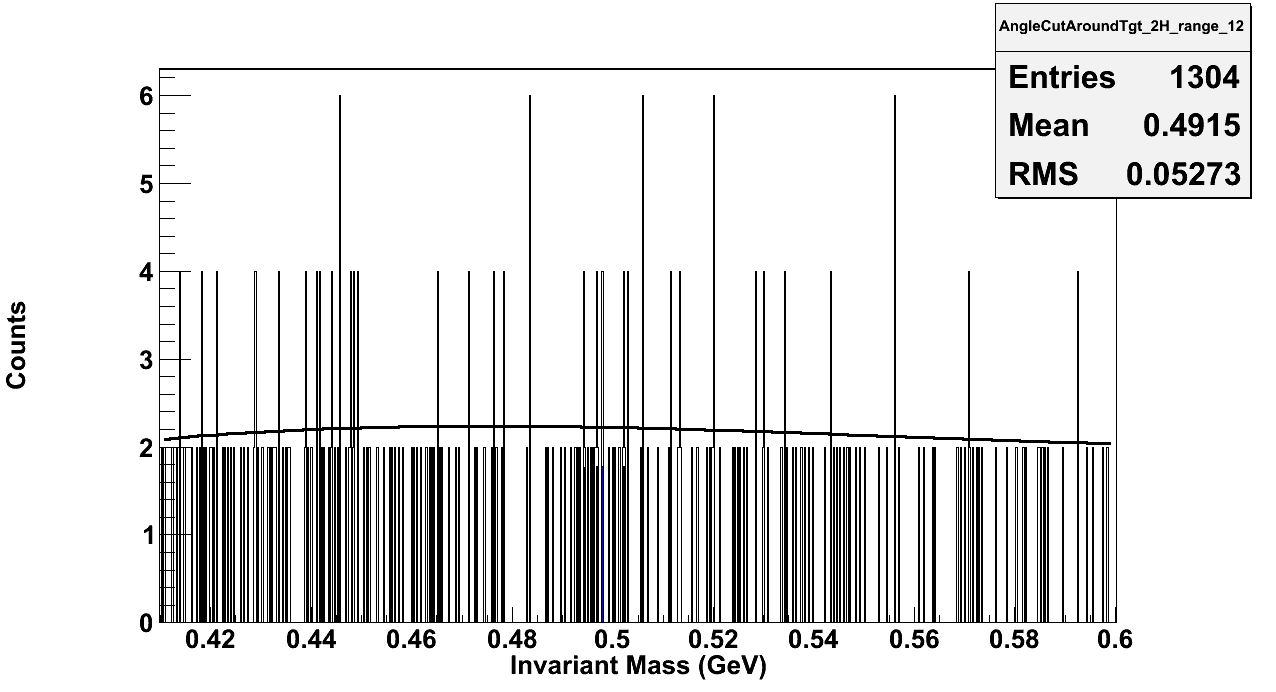 AngleCutAroundTgt_2H_range_12
Entries 1304
Mean 0.4915
RMS 0.05273
Counts
6
5
4
3
2
1
0
0.42 0.44 0.46 0.48 0.5 0.52 0.54 0.56 0.58 0.6
Invariant Mass (GeV)